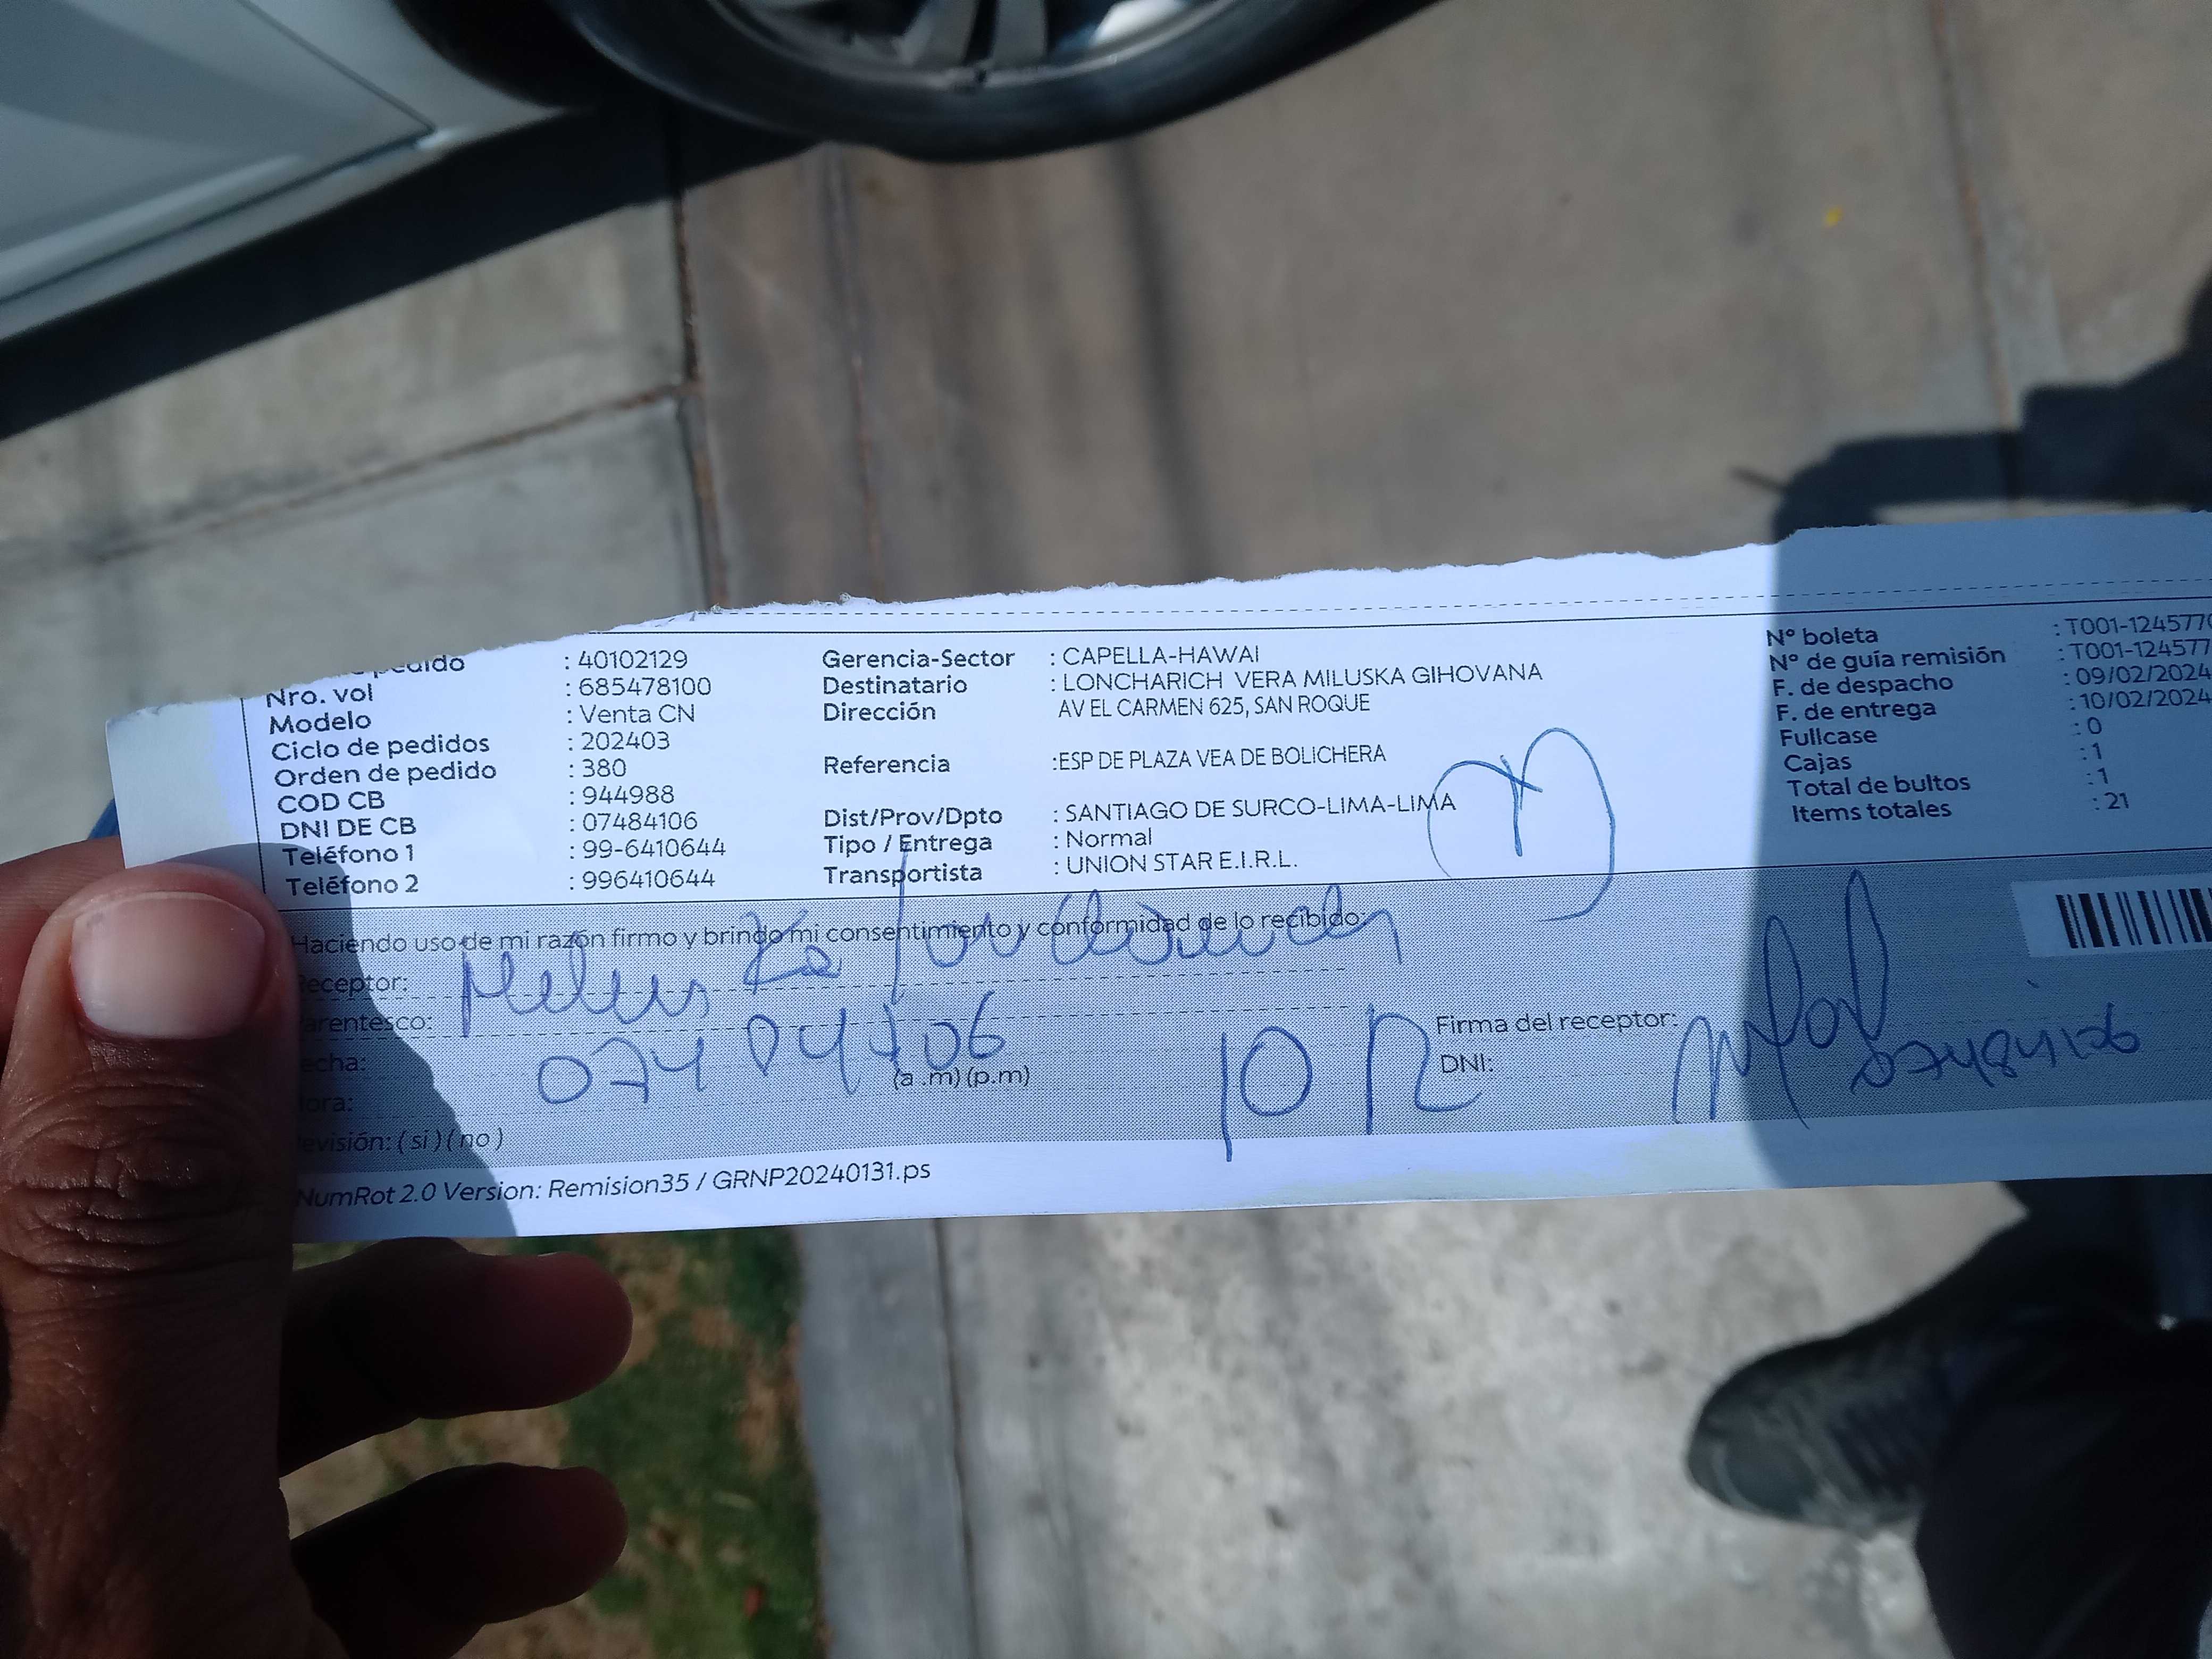 pedido : 40102129
Nro. vol : 685478100
Modelo : Venta CN
Ciclo de pedidos : 202403
Orden de pedido : 380
COD CB : 944988
DNI DE CB : 07484106
Teléfono 1 : 99-6410644
Teléfono 2 : 996410644
Gerencia-Sector : CAPELLA-HAWAI
Destinatario : LONCHARICH VERA MILUSKA GIHOVANA
Dirección AV EL CARMEN 625, SAN ROQUE
Referencia :ESP DE PLAZA VEA DE BOLICHERA
Dist/Prov/Dpto : SANTIAGO DE SURCO-LIMA-LIMA
Tipo / Entrega : Normal
Transportista : UNION STAR E.I.R.L.
N° boleta : T001-1245770
N° de guía remisión : T001-124577
F. de despacho : 09/02/2024
F. de entrega : 10/02/2024
Fullcase : 0
Cajas : 1
Total de bultos : 1
Items totales : 21
Haciendo uso de mi razón firmo y brindo mi consentimiento y conformidad de lo recibido:
Receptor:
Parentesco:
Fecha: 07484106
(a .m) (p.m)
Hora:
Revisión: ( si ) ( no )
Firma del receptor:
DNI:
NumRot 2.0 Version: Remision35 / GRNP20240131.ps